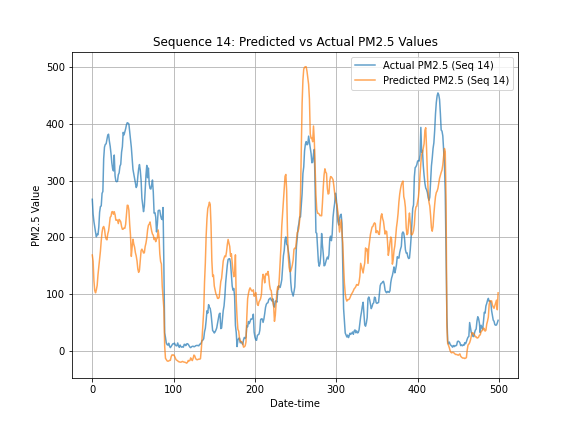 Sequence 14: Predicted vs Actual PM2.5 Values
Actual PM2.5 (Seq 14)
Predicted PM2.5 (Seq 14)
PM2.5 Value
500
400
300
200
100
0
0 100 200 300 400 500
Date-time